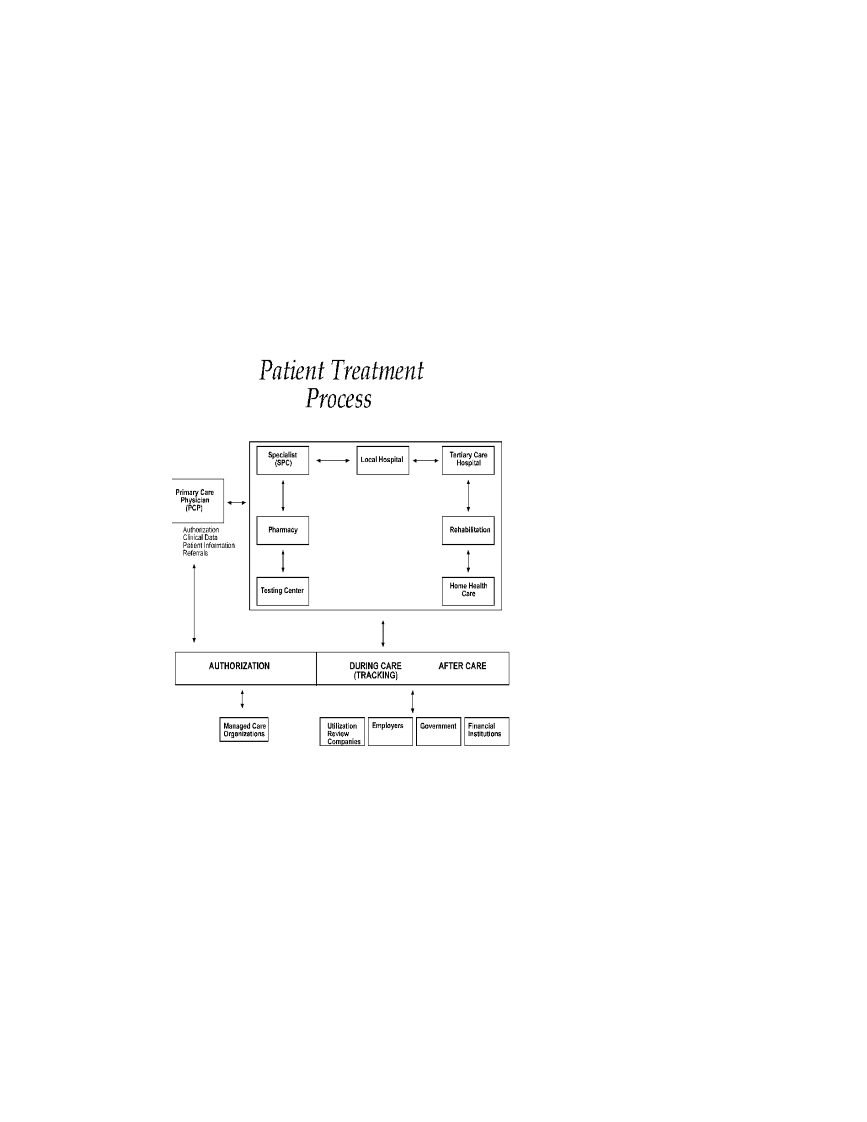 Patient Treatment
Process
Specialist
(SPC)
Local Hospital
Tertiary Care
Hospital
Primary Care
Physician
(PCP)
Authorization
Clinical Data
Patient Information
Referrals
Pharmacy
Rehabilitation
Testing Center
Home Health
Care
AUTHORIZATION
DURING CARE
(TRACKING)
AFTER CARE
Managed Care
Organizations
Utilization
Review
Companies
Employers
Government
Financial
Institutions